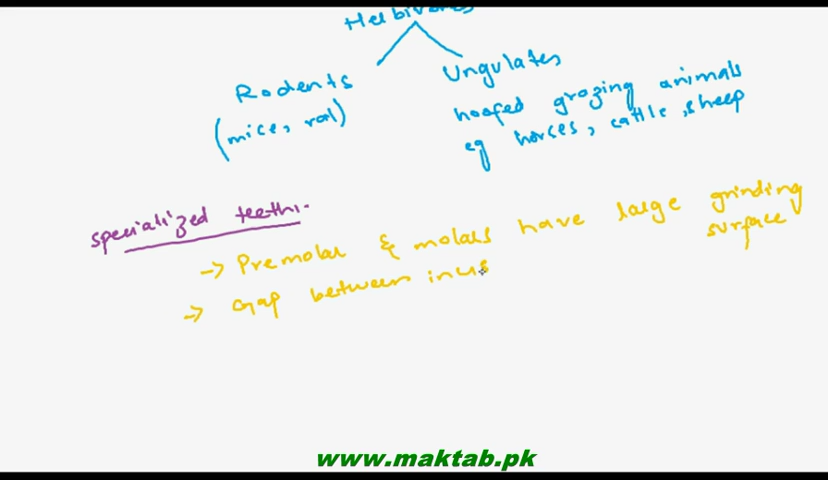 Herbivores
Rodents
(mice, rat)
Ungulates
hoofed grazing animals
eg horses, cattle, sheep
specialized teeth:-
-> Premolar & molars have large grinding
surface
-> Gap between incis
www.maktab.pk